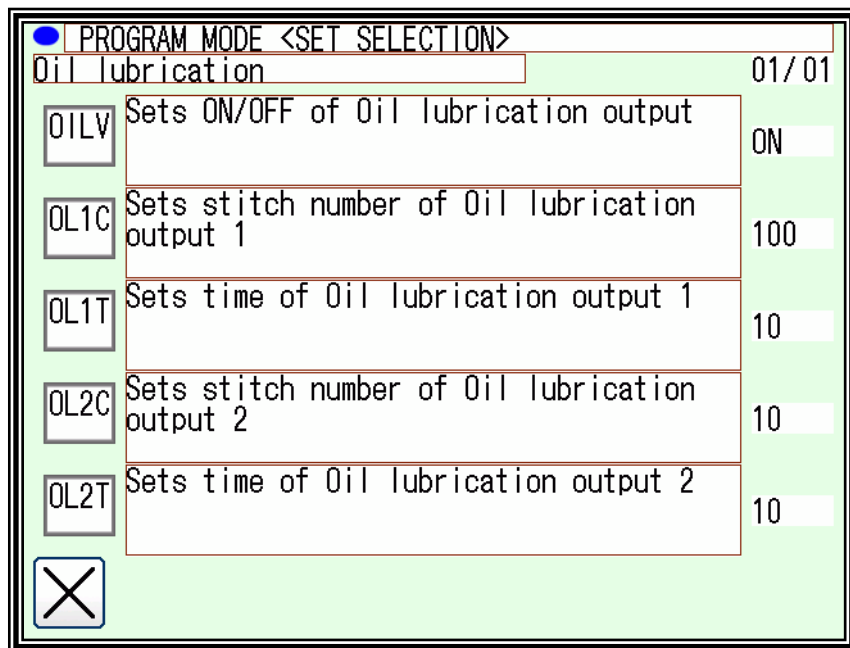 PROGRAM MODE <SET SELECTION>
Oil lubrication 01/01
OILV Sets ON/OFF of Oil lubrication output ON
OL1C Sets stitch number of Oil lubrication
output 1 100
OL1T Sets time of Oil lubrication output 1 10
OL2C Sets stitch number of Oil lubrication
output 2 10
OL2T Sets time of Oil lubrication output 2 10